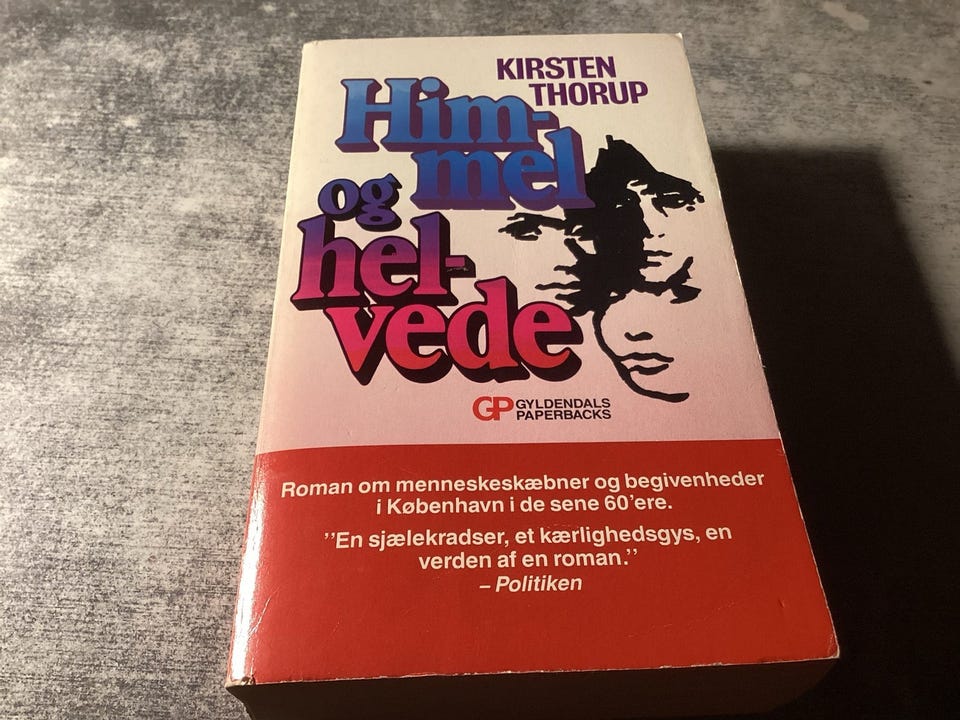 KIRSTEN
THORUP
Him-
mel
og
hel-
vede
GP GYLDENDALS
PAPERBACKS
Roman om menneskeskæbner og begivenheder
i København i de sene 60'ere.
"En sjælekradser, et kærlighedsgys, en
verden af en roman."
– Politiken